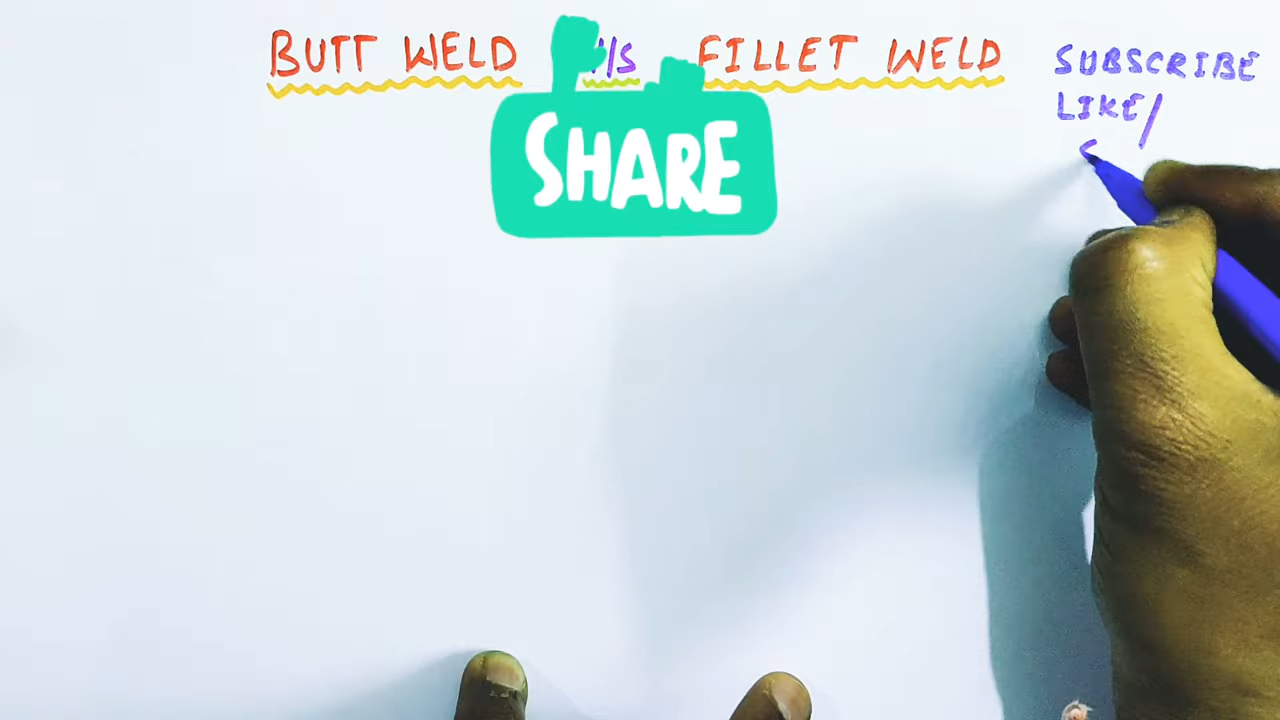 BUTT WELD V/S FILLET WELD
SUBSCRIBE
LIKE/
S
SHARE